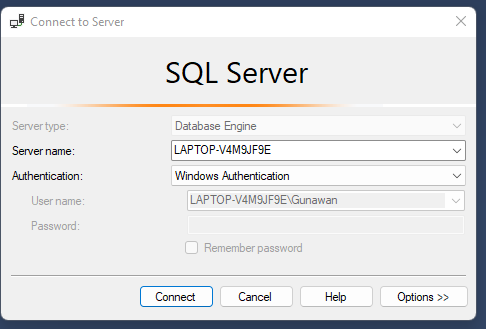 Connect to Server
SQL Server
Server type: Database Engine
Server name: LAPTOP-V4M9JF9E
Authentication: Windows Authentication
User name: LAPTOP-V4M9JF9E\Gunawan
Password:
Remember password
Connect Cancel Help Options >>